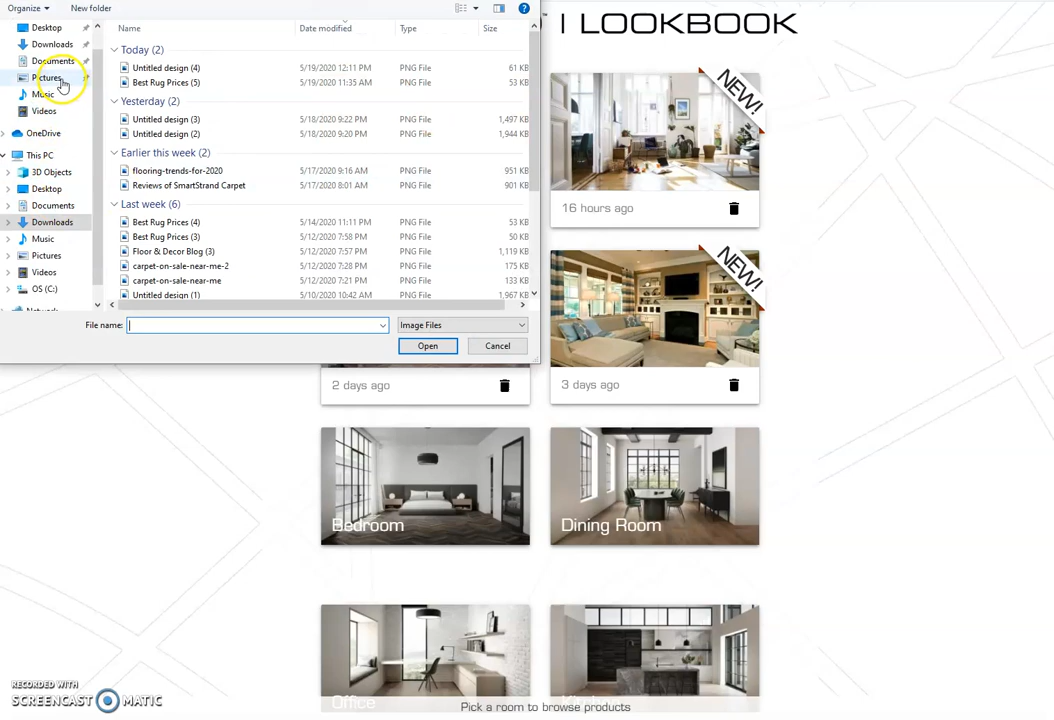 Organize
New folder
| LOOKBOOK
Desktop
Downloads
Documents
Pictures
Music
Videos
OneDrive
This PC
3D Objects
Desktop
Documents
Downloads
Music
Pictures
Videos
OS (C:)
Name Date modified Type Size
Today (2)
Untitled design (4) 5/19/2020 12:11 PM PNG File 61 KB
Best Rug Prices (5) 5/19/2020 11:35 AM PNG File 53 KB
Yesterday (2)
Untitled design (3) 5/18/2020 9:22 PM PNG File 1,497 KB
Untitled design (2) 5/18/2020 9:20 PM PNG File 1,944 KB
Earlier this week (2)
flooring-trends-for-2020 5/17/2020 9:16 AM PNG File 951 KB
Reviews of SmartStrand Carpet 5/17/2020 8:01 AM PNG File 901 KB
Last week (6)
Best Rug Prices (4) 5/14/2020 11:11 PM PNG File 53 KB
Best Rug Prices (3) 5/12/2020 7:58 PM PNG File 50 KB
Floor & Decor Blog (3) 5/12/2020 7:57 PM PNG File 1,119 KB
carpet-on-sale-near-me-2 5/12/2020 7:28 PM PNG File 175 KB
carpet-on-sale-near-me 5/12/2020 7:21 PM PNG File 133 KB
Untitled design (1) 5/10/2020 10:42 AM PNG File 1,967 KB
File name:
Image Files
Open
Cancel
NEW!
16 hours ago
NEW!
2 days ago
3 days ago
Bedroom
Dining Room
Office
Kitchen
Pick a room to browse products
RECORDED WITH
SCREENCAST MATIC